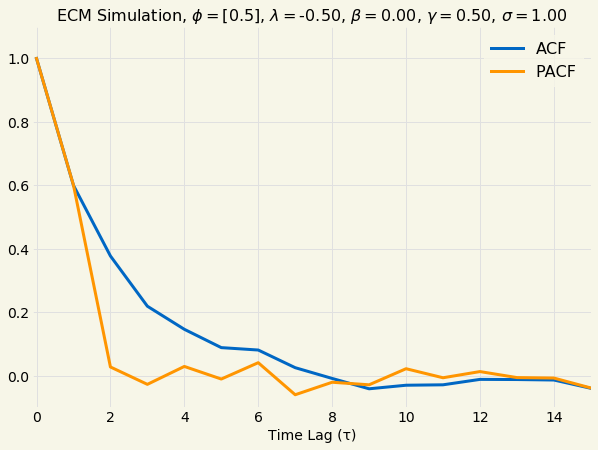 ECM Simulation, ϕ = [0.5], λ = -0.50, β = 0.00, γ = 0.50, σ = 1.00
ACF
PACF
1.0
0.8
0.6
0.4
0.2
0.0
0 2 4 6 8 10 12 14
Time Lag (τ)